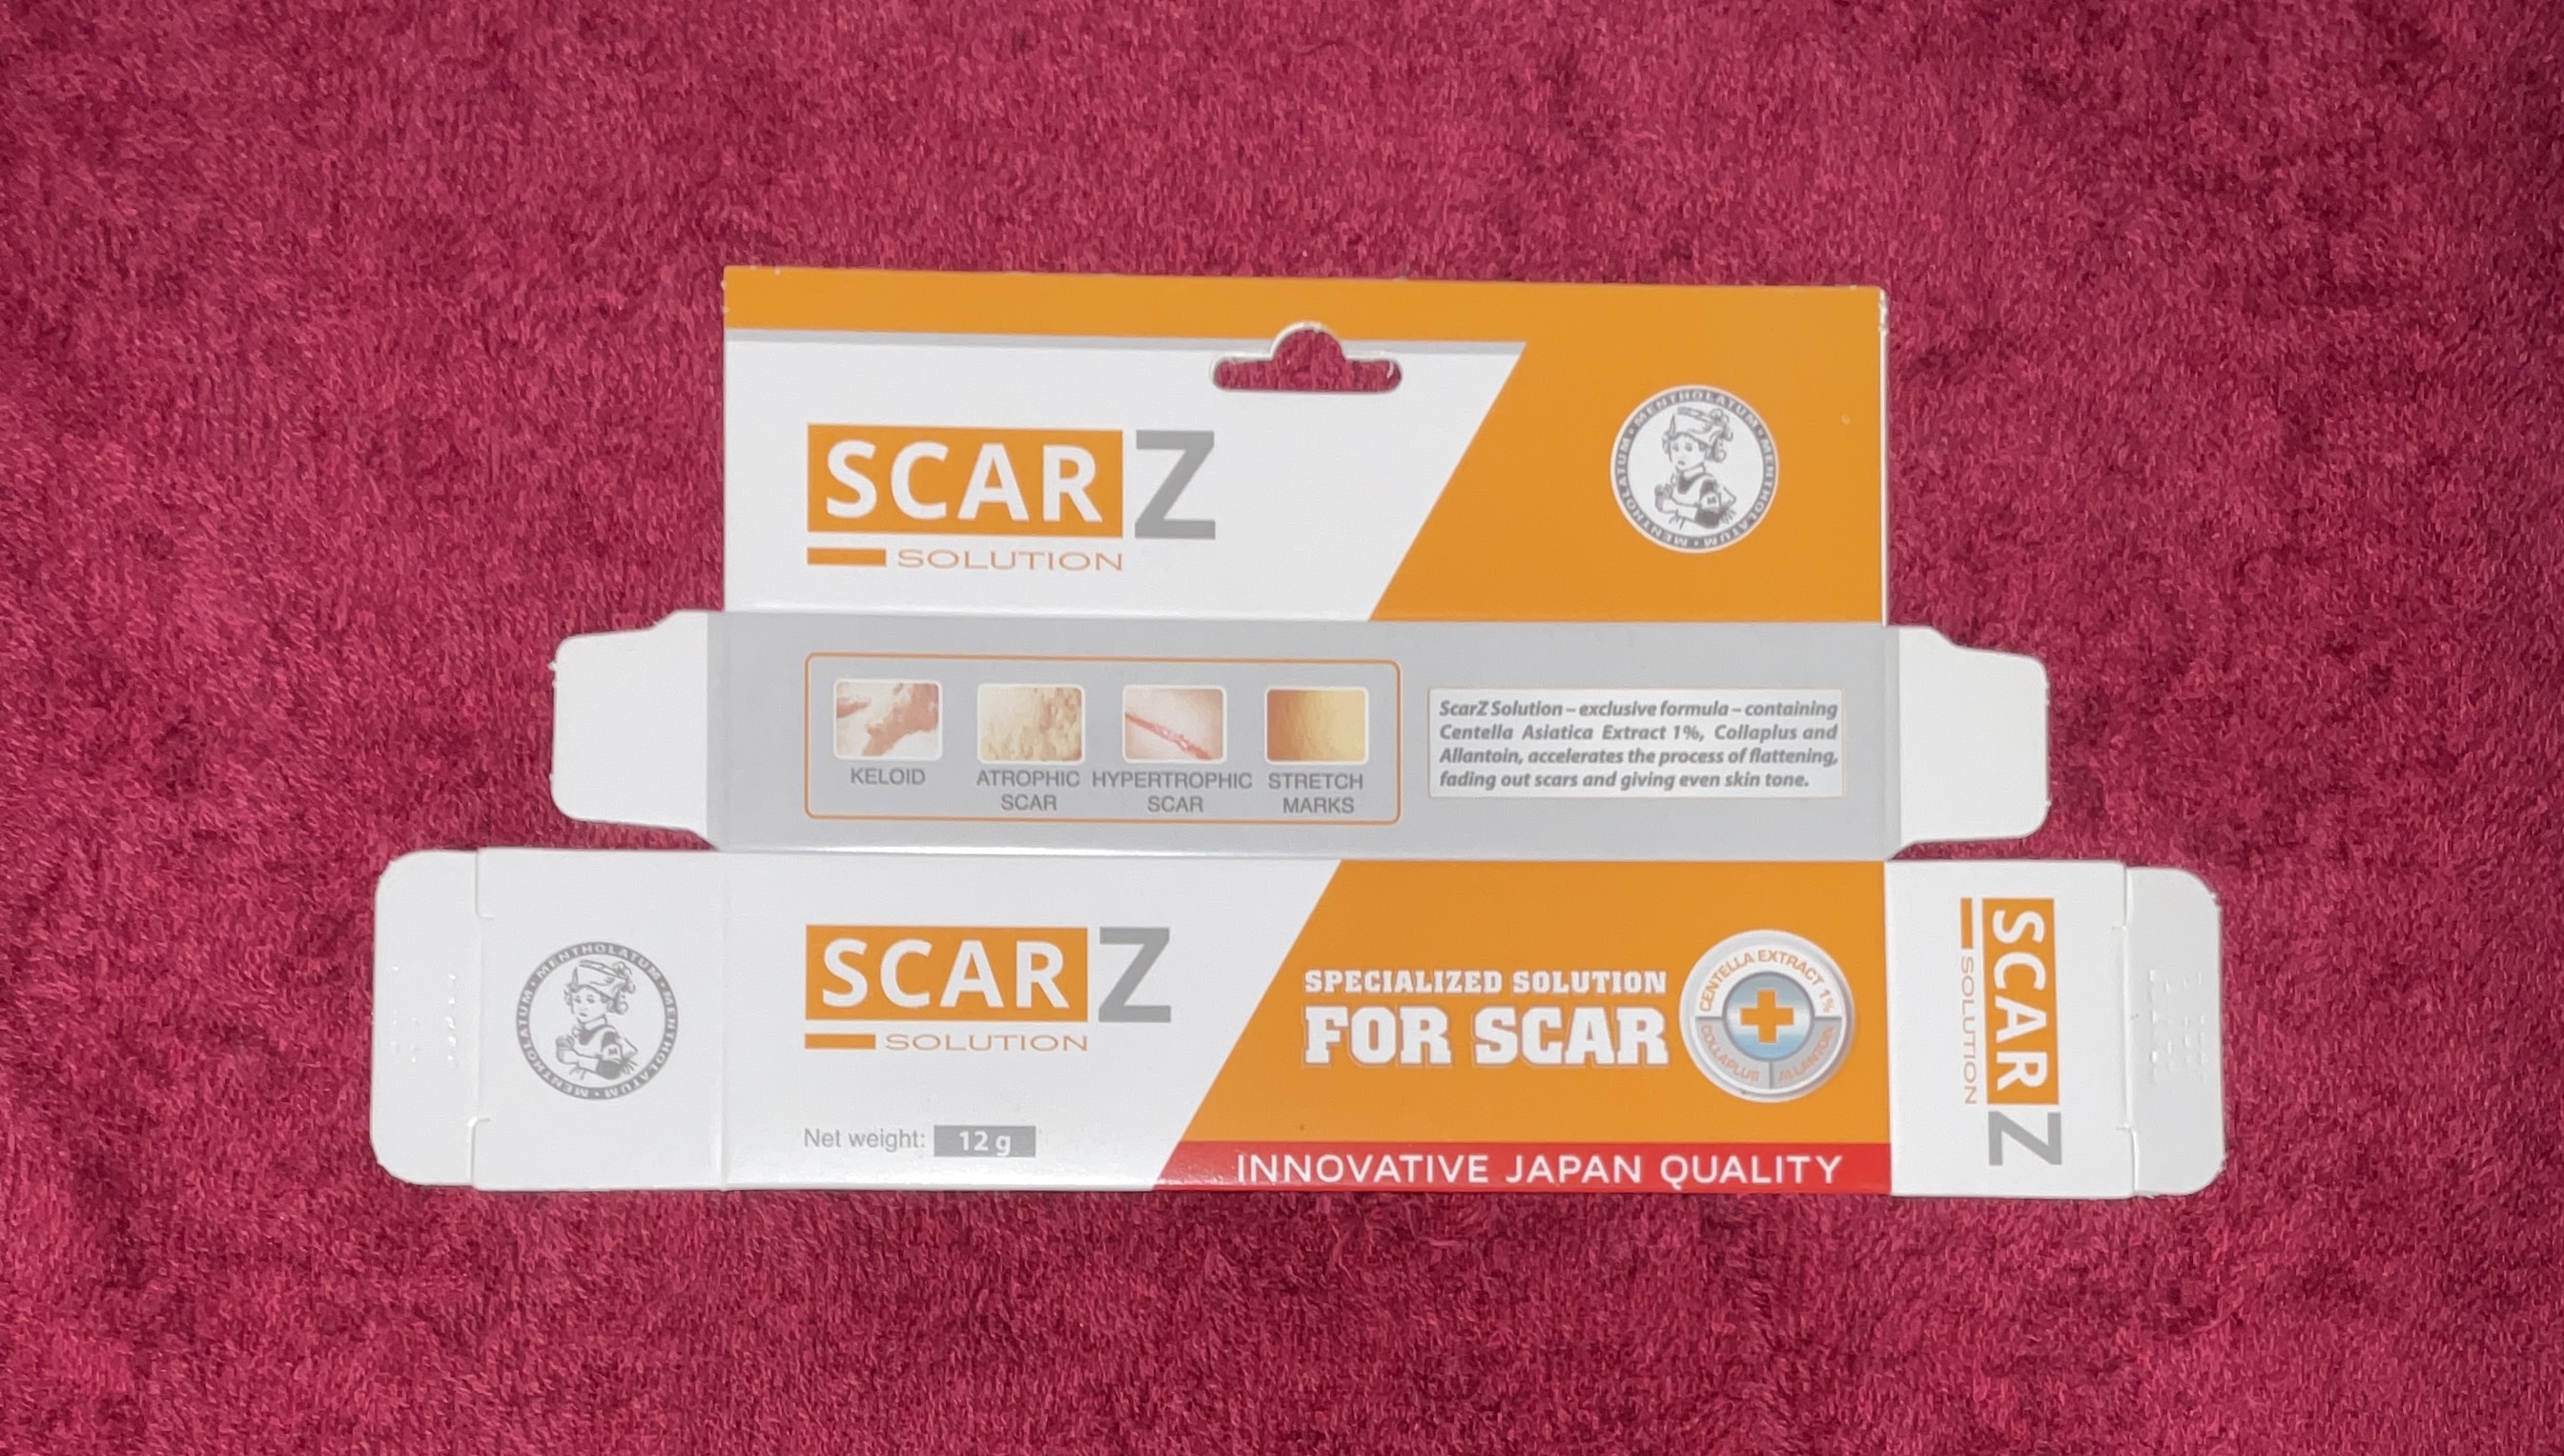 SCAR Z
SOLUTION
MENTHOLATUM • MENTHOLATUM • MENTHOLATUM •
KELOID
ATROPHIC
SCAR
HYPERTROPHIC
SCAR
STRETCH
MARKS
ScarZ Solution – exclusive formula – containing
Centella Asiatica Extract 1%, Collaplus and
Allantoin, accelerates the process of flattening,
fading out scars and giving even skin tone.
MENTHOLATUM • MENTHOLATUM • MENTHOLATUM •
SCAR Z
SOLUTION
Net weight: 12 g
SPECIALIZED SOLUTION
FOR SCAR
CENTELLA EXTRACT 1%
COLLAPLUS
ALLANTOIN
INNOVATIVE JAPAN QUALITY
SCAR Z
SOLUTION